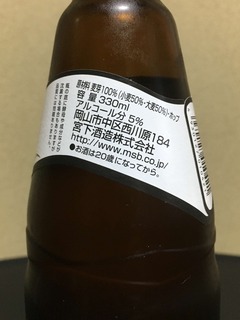 原材料 麦芽100%(小麦50%・大麦50%)・ホップ
容 量 330ml
アルコール分 5%
岡山市中区西川原184
宮下酒造株式会社
http://www.msb.co.jp/
●お酒は20歳になってから。